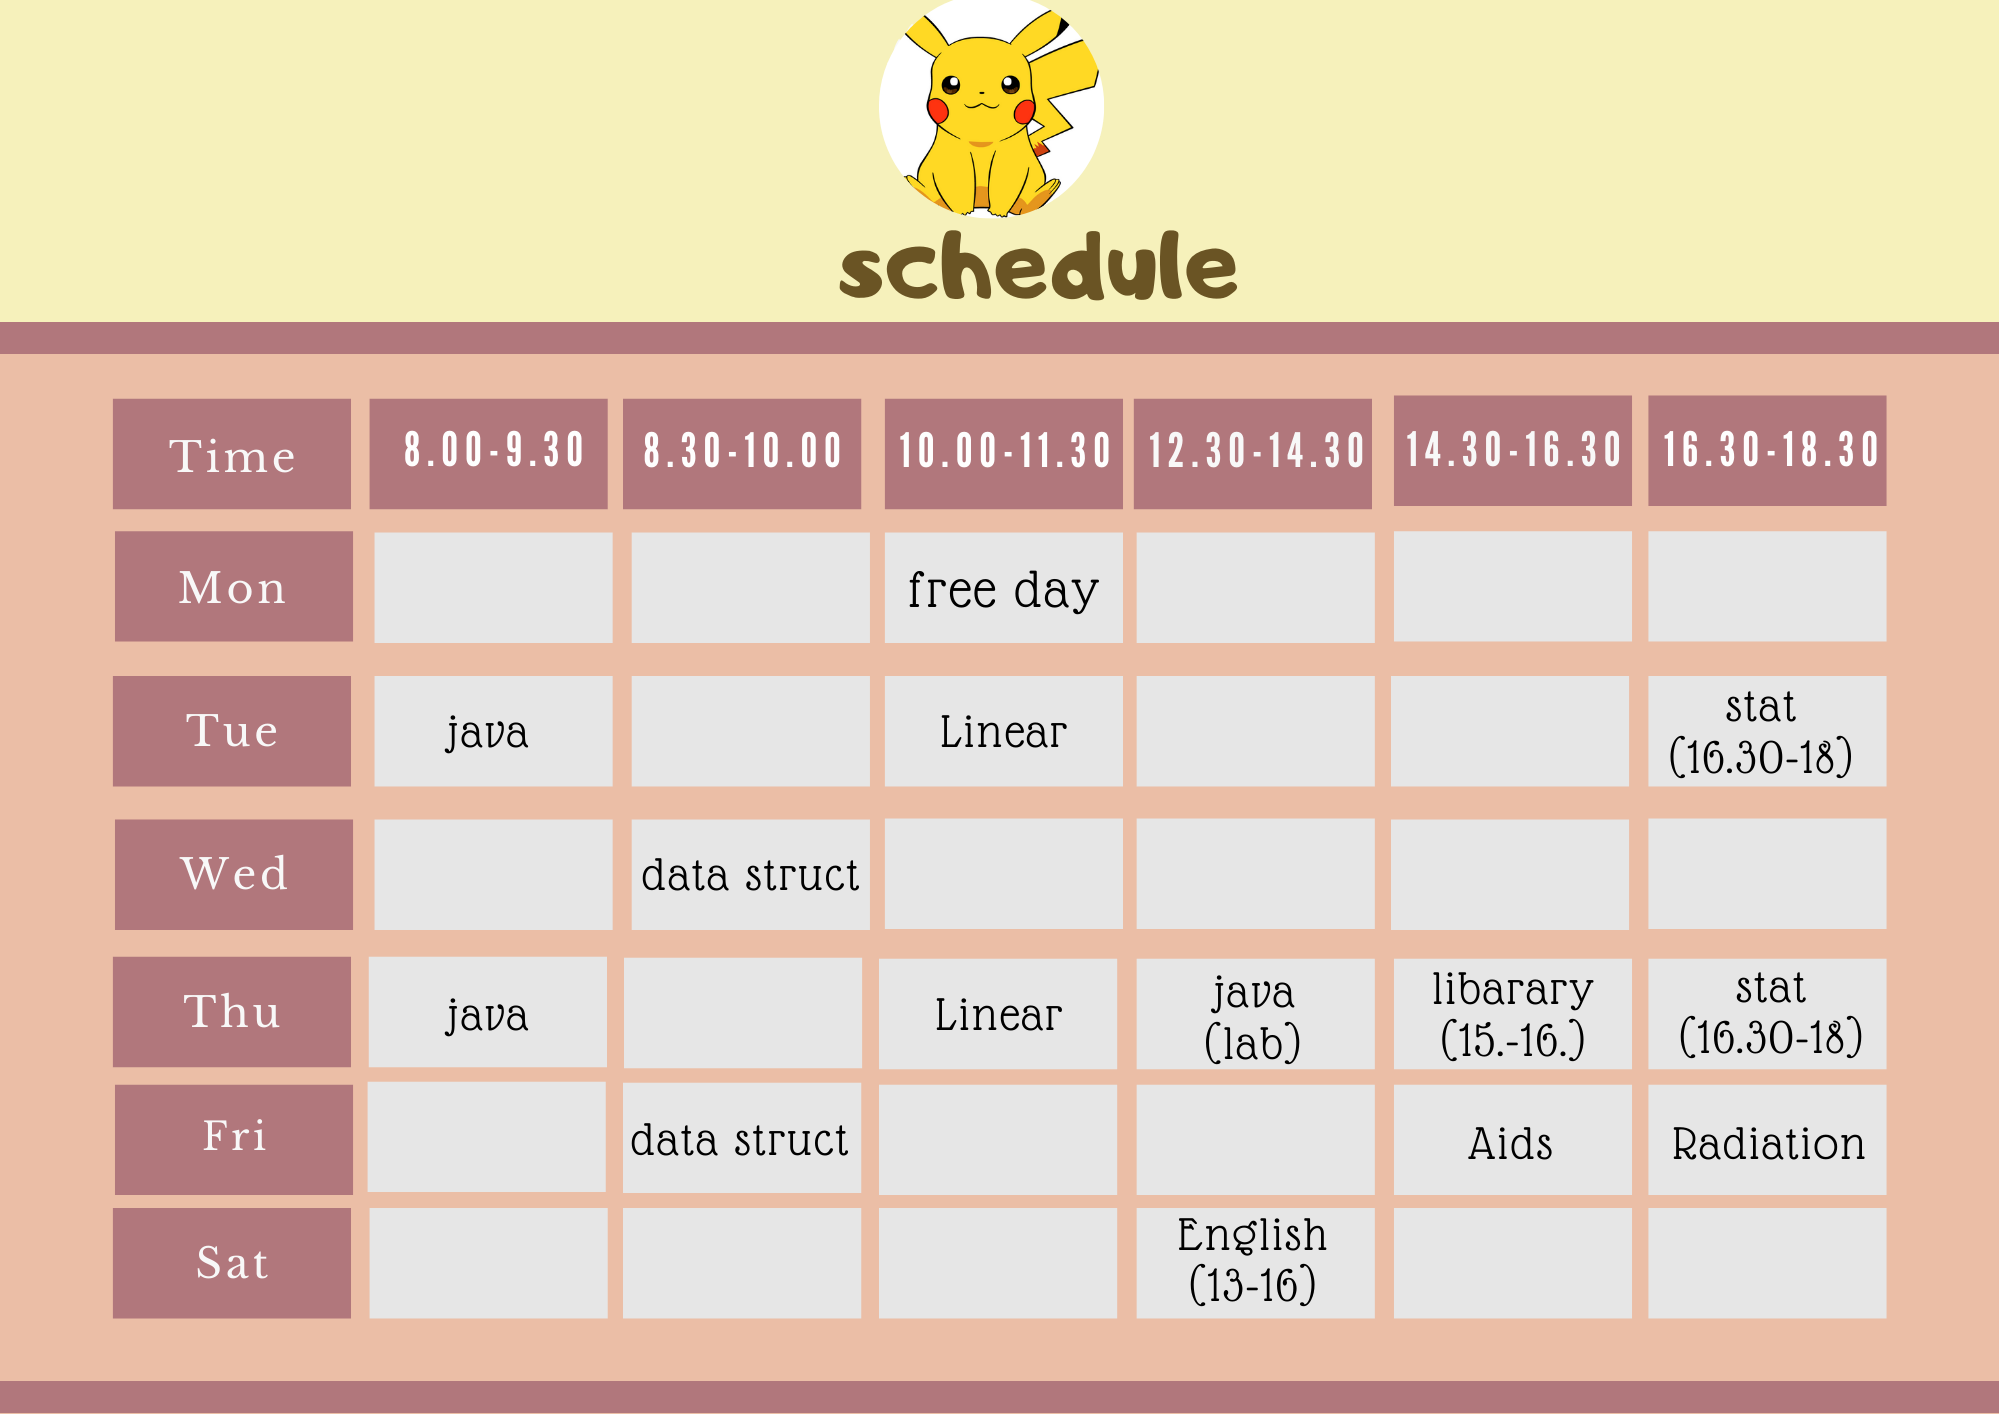 schedule
Time 8.00-9.30 8.30-10.00 10.00-11.30 12.30-14.30 14.30-16.30 16.30-18.30
Mon free day
Tue java Linear stat
(16.30-18)
Wed data struct
Thu java Linear java
(lab) libarary
(15.-16.) stat
(16.30-18)
Fri data struct Aids Radiation
Sat English
(13-16)